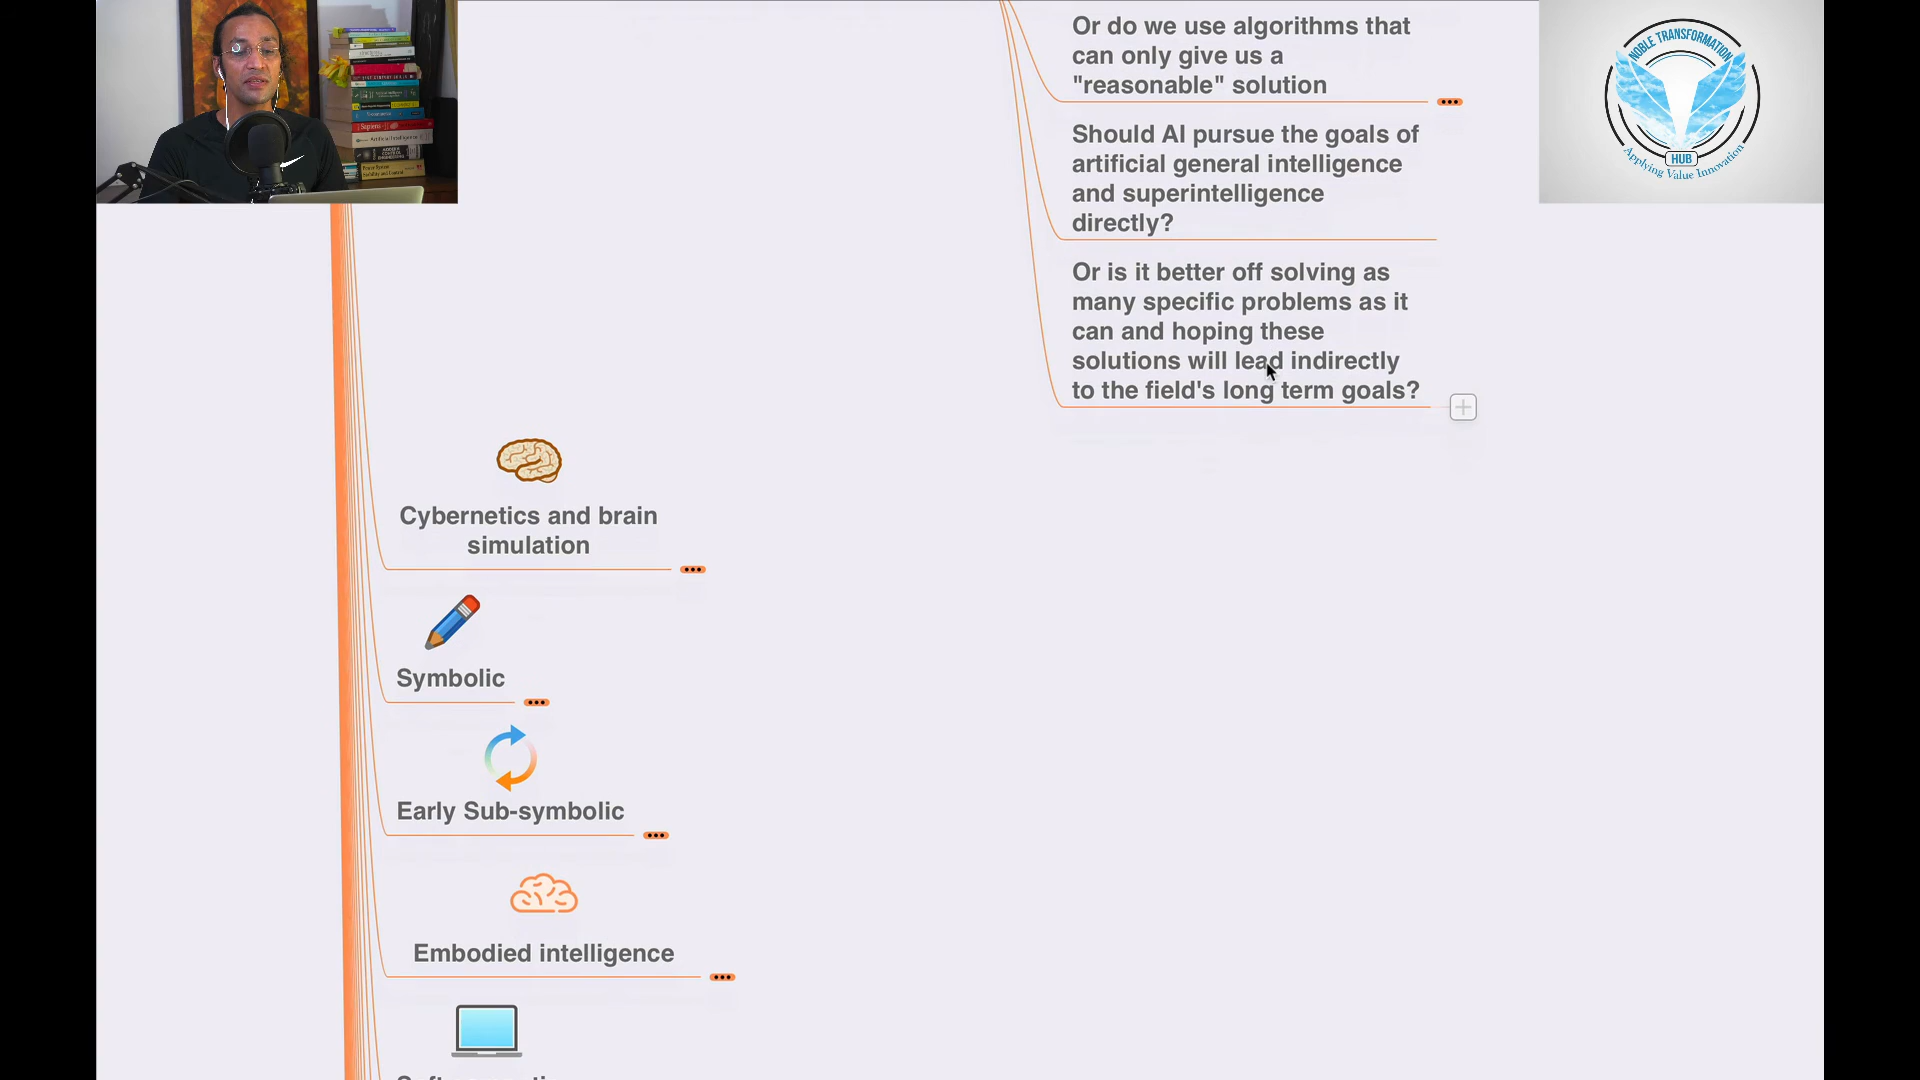 Or do we use algorithms that
can only give us a
"reasonable" solution
Should AI pursue the goals of
artificial general intelligence
and superintelligence
directly?
Or is it better off solving as
many specific problems as it
can and hoping these
solutions will lead indirectly
to the field's long term goals?
Cybernetics and brain
simulation
Symbolic
Early Sub-symbolic
Embodied intelligence
NOBLE TRANSFORMATION
HUB
Applying Value Innovation
Sapiens
Artificial Intelligence